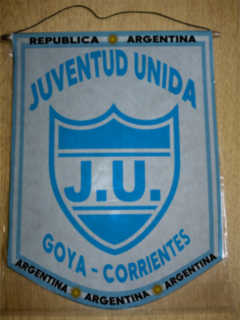 REPUBLICA ARGENTINA
JUVENTUD UNIDA
J.U.
GOYA - CORRIENTES
ARGENTINA ARGENTINA ARGENTINA